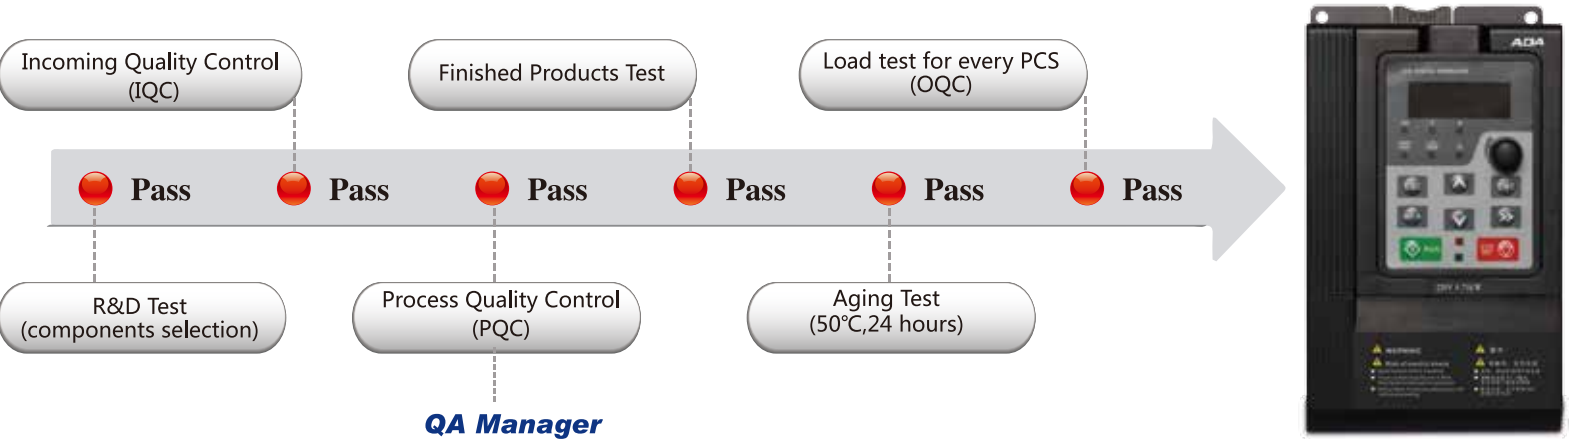 Incoming Quality Control
(IQC)
Finished Products Test
Load test for every PCS
(OQC)
Pass
Pass
Pass
Pass
Pass
Pass
R&D Test
(components selection)
Process Quality Control
(PQC)
Aging Test
(50℃,24 hours)
QA Manager
ADA
WARNING